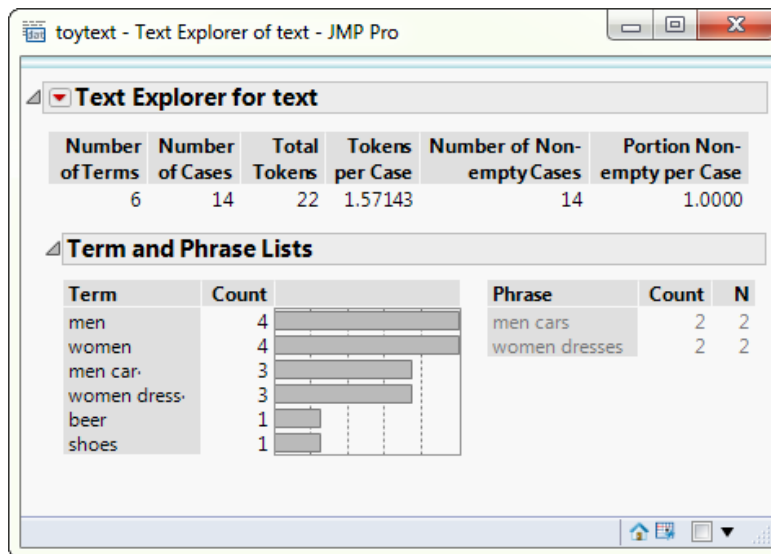 toytext - Text Explorer of text - JMP Pro
Text Explorer for text
Number of Terms Number of Cases Total Tokens Tokens per Case Number of Non-empty Cases Portion Non-empty per Case
6 14 22 1.57143 14 1.0000
Term and Phrase Lists
Term Count Phrase Count N
men 4 men cars 2 2
women 4 women dresses 2 2
men car· 3
women dress· 3
beer 1
shoes 1